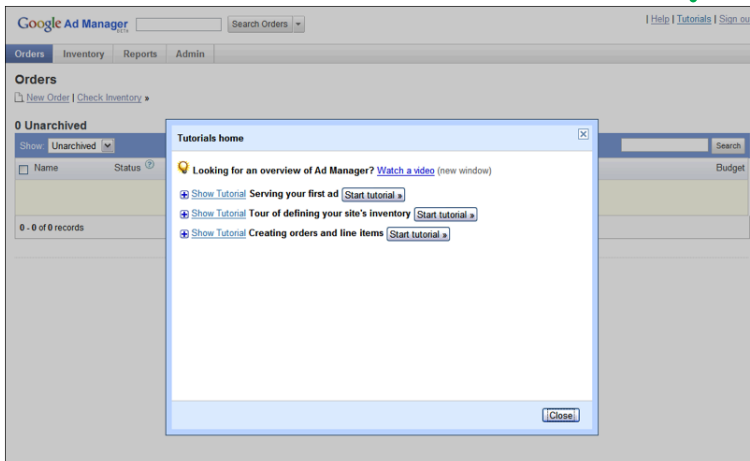 Google Ad Manager BETA Search Orders | Help | Tutorials | Sign ou
Orders Inventory Reports Admin
Orders
New Order | Check Inventory »
0 Unarchived
Show: Unarchived Search
Name Status ? Budget
0 - 0 of 0 records
Tutorials home
Looking for an overview of Ad Manager? Watch a video (new window)
Show Tutorial Serving your first ad Start tutorial »
Show Tutorial Tour of defining your site's inventory Start tutorial »
Show Tutorial Creating orders and line items Start tutorial »
Close